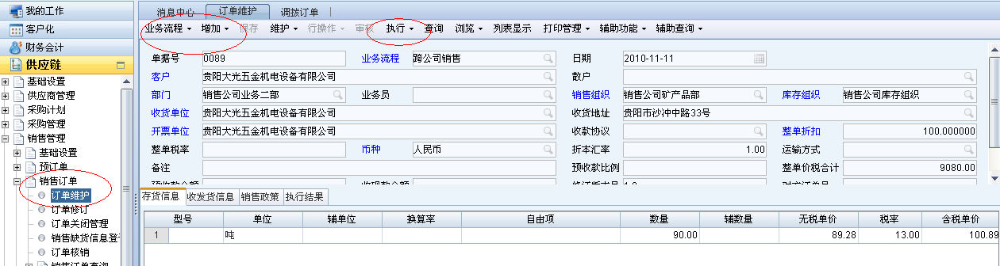 我的工作
客户化
财务会计
供应链
基础设置
供应商管理
采购计划
采购管理
销售管理
基础设置
预订单
销售订单
订单维护
订单修订
订单关闭管理
销售缺货信息登
订单核销
消息中心 订单维护 调拨订单
业务流程 增加 保存 维护 行操作 审核 执行 查询 浏览 列表显示 打印管理 辅助功能 辅助查询
单据号 0089 业务流程 跨公司销售 日期 2010-11-11
客户 贵阳大光五金机电设备有限公司 散户
部门 销售公司业务二部 业务员 销售组织 销售公司矿产品部 库存组织 销售公司库存组织
收货单位 贵阳大光五金机电设备有限公司 收货地址 贵阳市沙冲中路33号
开票单位 贵阳大光五金机电设备有限公司 收款协议 整单折扣 100.000000
整单税率 币种 人民币 折本汇率 1.00 运输方式
备注 预收款比例 整单价税合计 9080.00
存货信息 收发货信息 销售政策 执行结果
型号 单位 辅单位 换算率 自由项 数量 辅数量 无税单价 税率 含税单价
1 吨 90.00 89.28 13.00 100.89